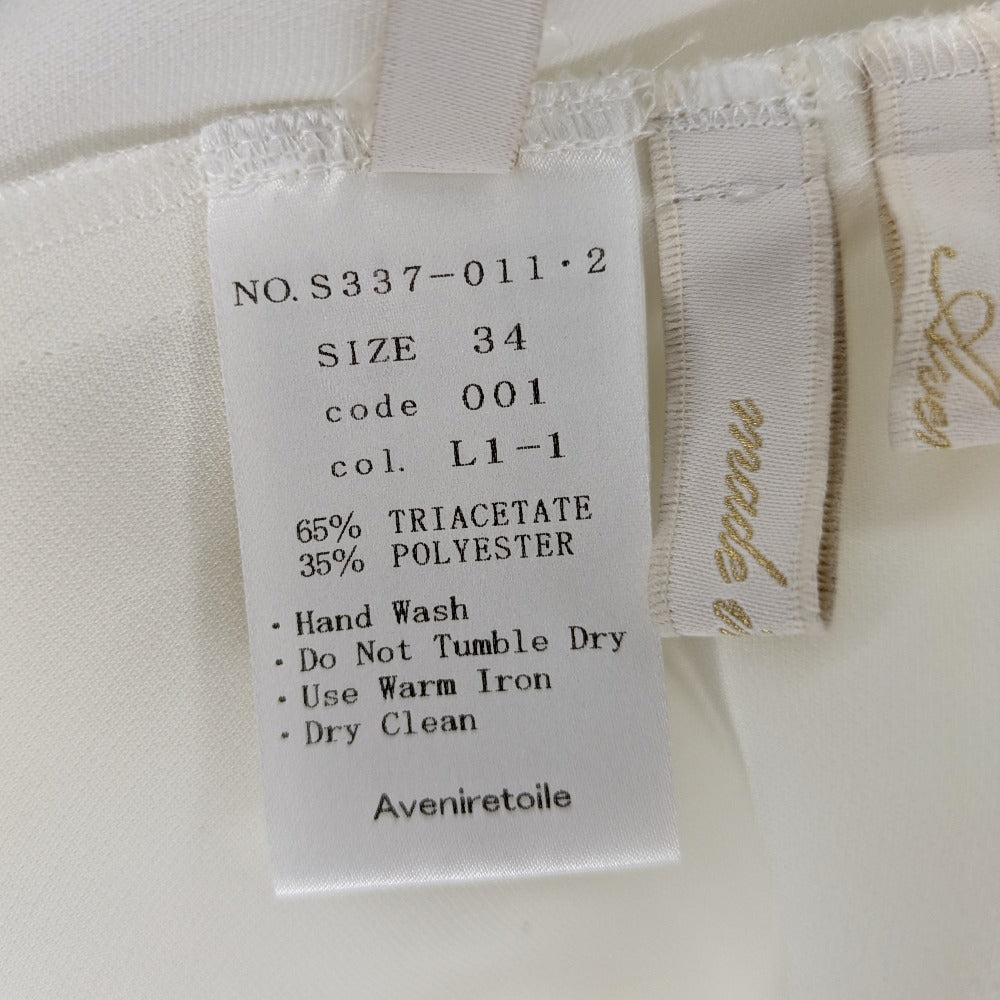 NO. S337-011・2
SIZE 34
code 001
col. L1-1
65% TRIACETATE
35% POLYESTER
・Hand Wash
・Do Not Tumble Dry
・Use Warm Iron
・Dry Clean
Aveniretoile
made